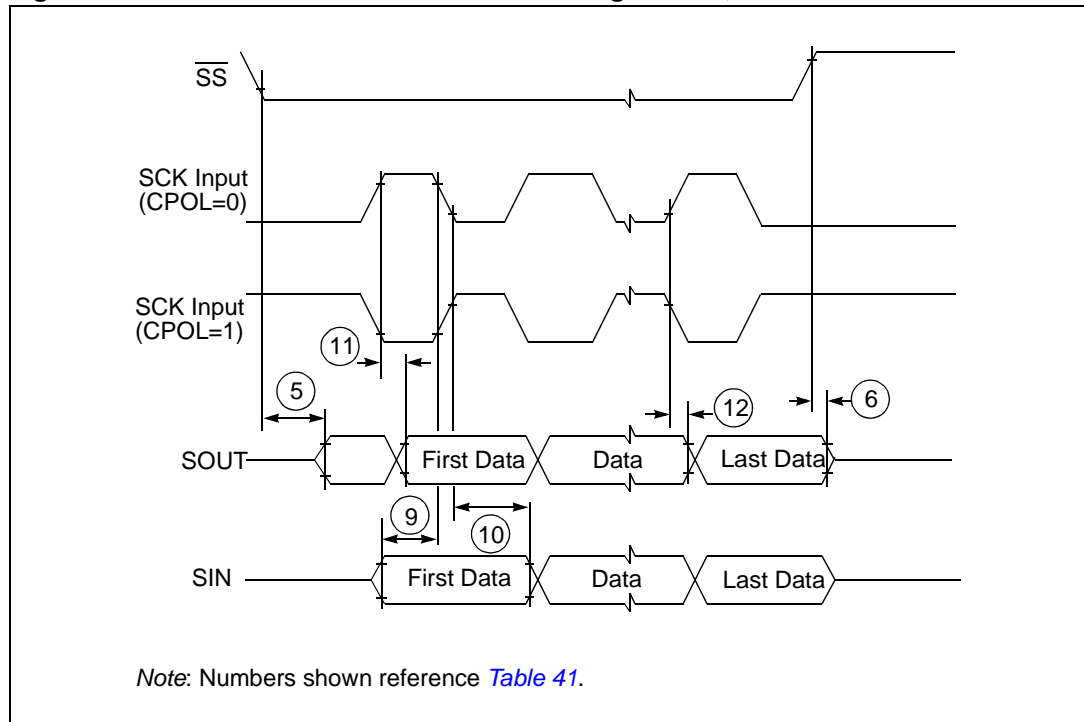 SS
SCK Input
(CPOL=0)
SCK Input
(CPOL=1)
11
5
12
6
SOUT
First Data
Data
Last Data
9
10
SIN
First Data
Data
Last Data
Note: Numbers shown reference Table 41.